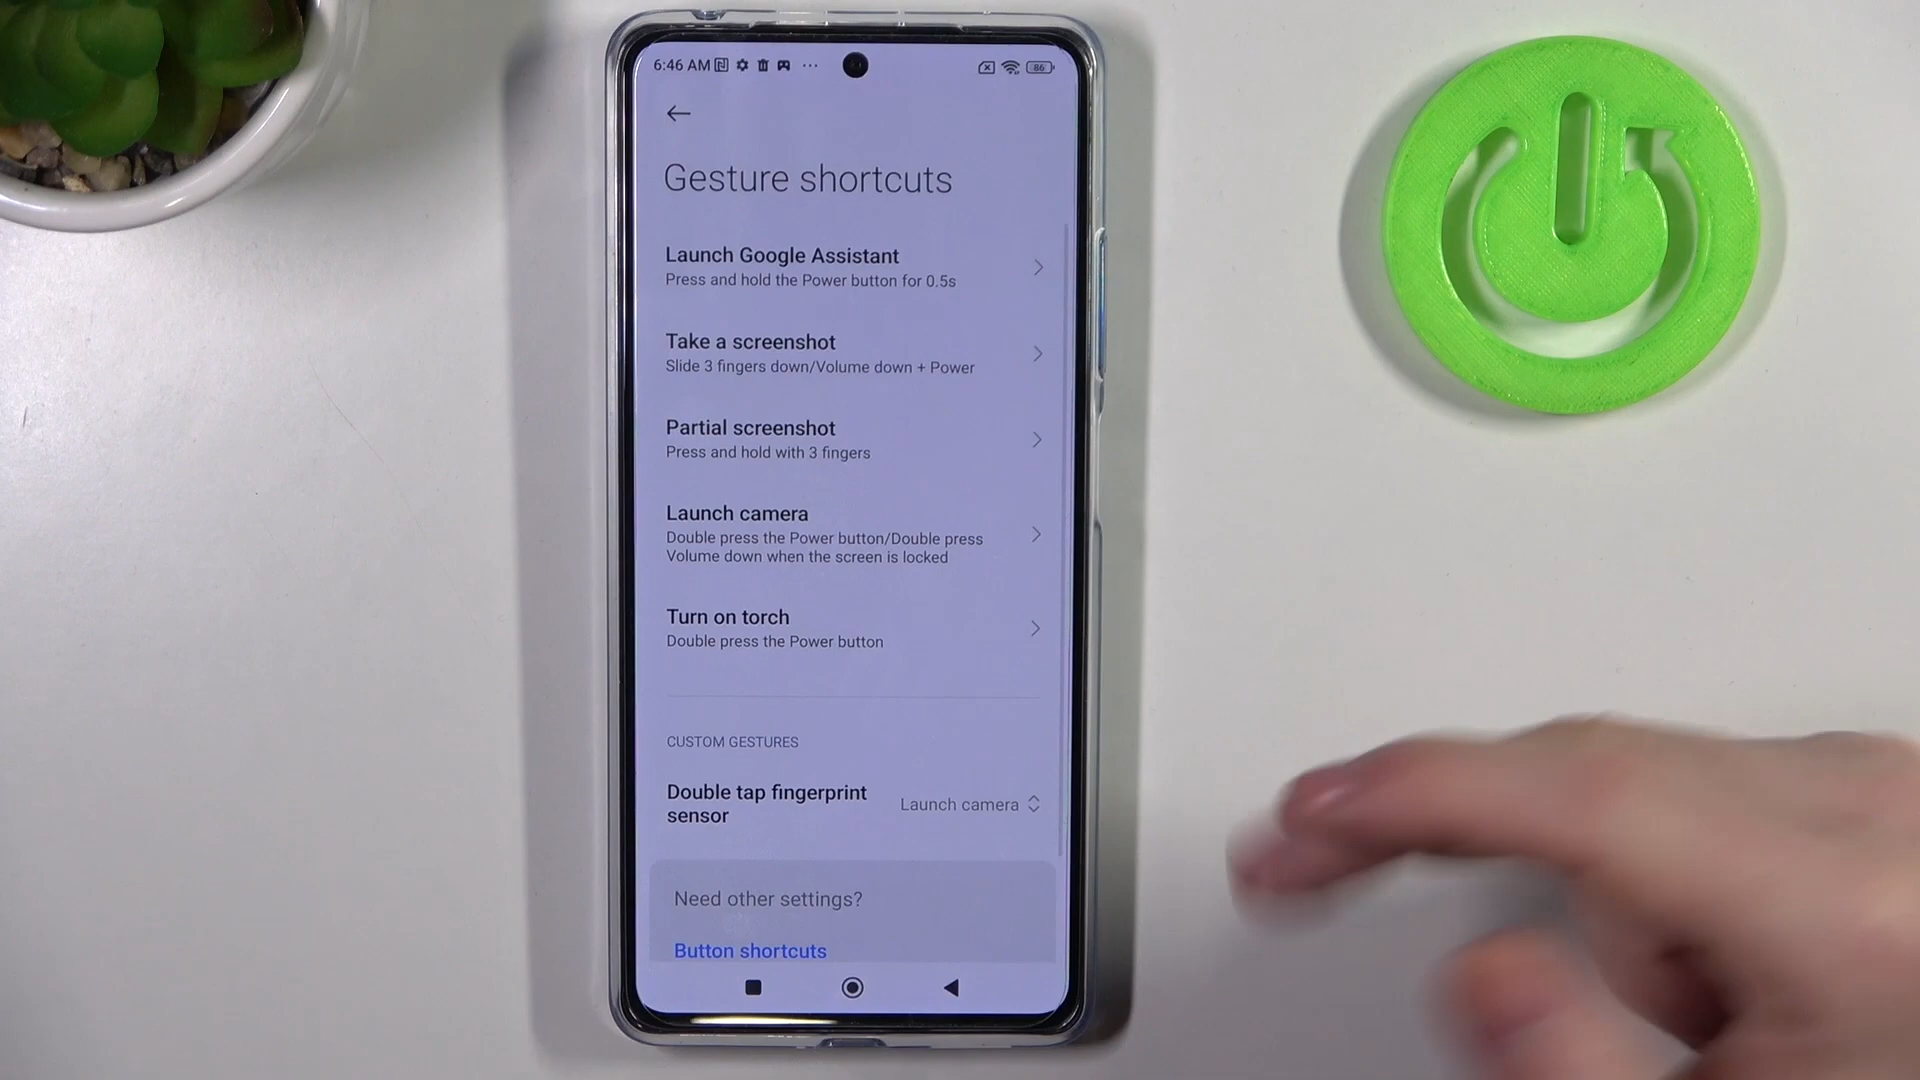 6:46 AM
86
Gesture shortcuts
Launch Google Assistant
Press and hold the Power button for 0.5s
Take a screenshot
Slide 3 fingers down/Volume down + Power
Partial screenshot
Press and hold with 3 fingers
Launch camera
Double press the Power button/Double press
Volume down when the screen is locked
Turn on torch
Double press the Power button
CUSTOM GESTURES
Double tap fingerprint
sensor
Launch camera
Need other settings?
Button shortcuts